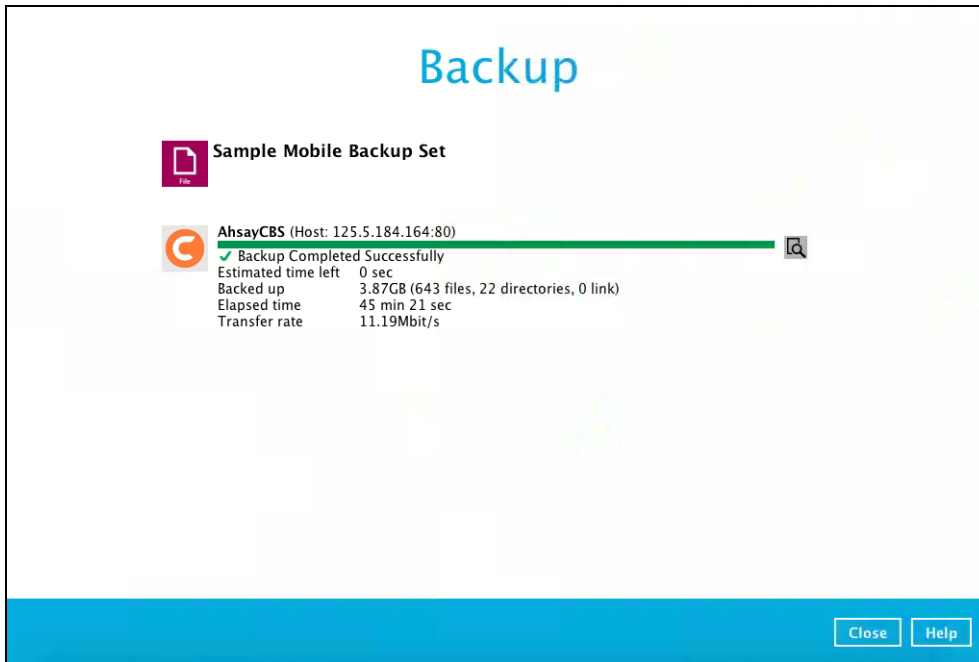 Backup
Sample Mobile Backup Set
File
AhsayCBS (Host: 125.5.184.164:80)
Backup Completed Successfully
Estimated time left 0 sec
Backed up 3.87GB (643 files, 22 directories, 0 link)
Elapsed time 45 min 21 sec
Transfer rate 11.19Mbit/s
Close Help